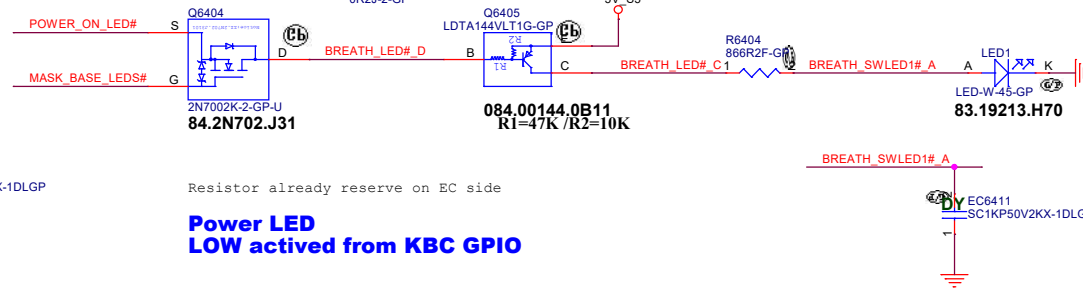 Q6404
POWER_ON_LED#
S
D
MASK_BASE_LEDS#
G
2N7002K-2-GP-U
84.2N702.J31
BREATH_LED#_D
Q6405
LDTA144VLT1G-GP
B
R1
R2
E
C
084.00144.0B11
R1=47K /R2=10K
BREATH_LED#_C
R6404
866R2F-GP
1
2
BREATH_SWLED1#_A
LED1
A
K
LED-W-45-GP
83.19213.H70
X-1DLGP
Resistor already reserve on EC side
Power LED
LOW actived from KBC GPIO
BREATH_SWLED1#_A
DY
EC6411
SC1KP50V2KX-1DLG
1